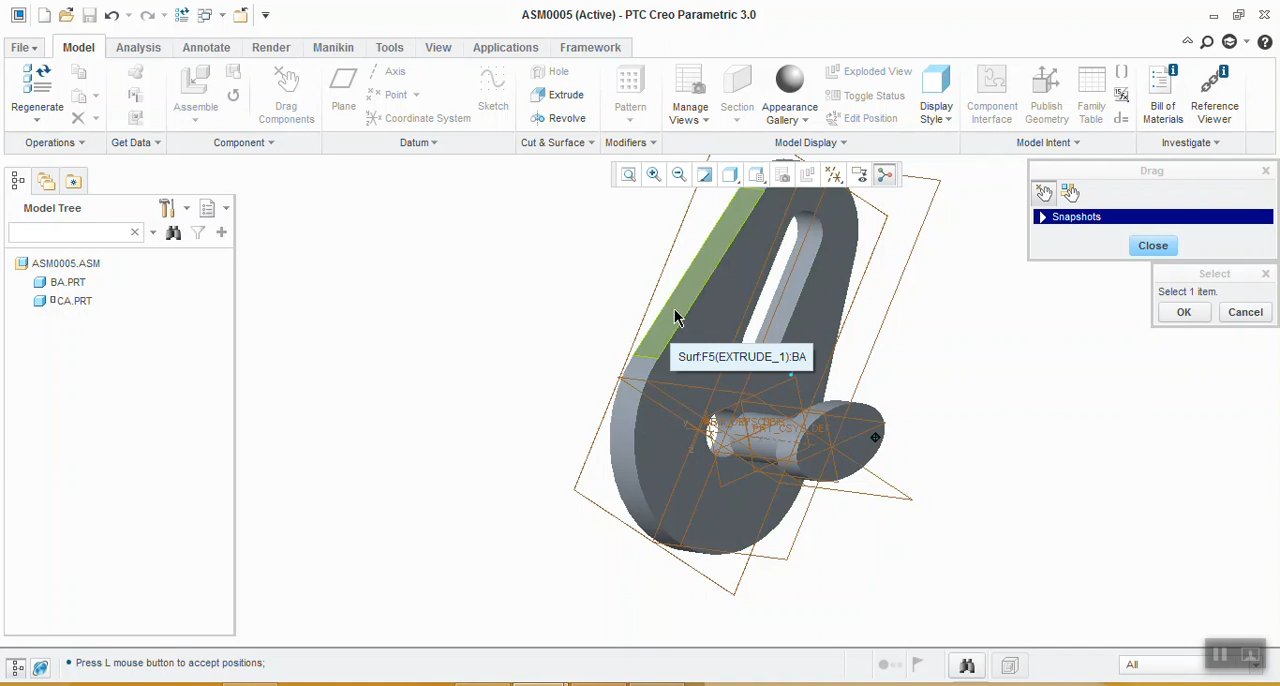 ASM0005 (Active) - PTC Creo Parametric 3.0
File Model Analysis Annotate Render Manikin Tools View Applications Framework
Regenerate
Assemble
Drag Components
Plane
Axis
Point
Coordinate System
Sketch
Hole
Extrude
Revolve
Pattern
Manage Views
Section
Appearance Gallery
Exploded View
Toggle Status
Edit Position
Display Style
Component Interface
Publish Geometry
Family Table
d=
Bill of Materials
Reference Viewer
Operations Get Data Component Datum Cut & Surface Modifiers Model Display Model Intent Investigate
Model Tree
ASM0005.ASM
BA.PRT
CA.PRT
Drag
Snapshots
Close
Select
Select 1 item.
OK Cancel
Surf:F5(EXTRUDE_1):BA
Press L mouse button to accept positions;
All